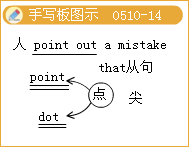 手写板图示 0510-14
人 point out a mistake
that从句
point
点 尖
dot